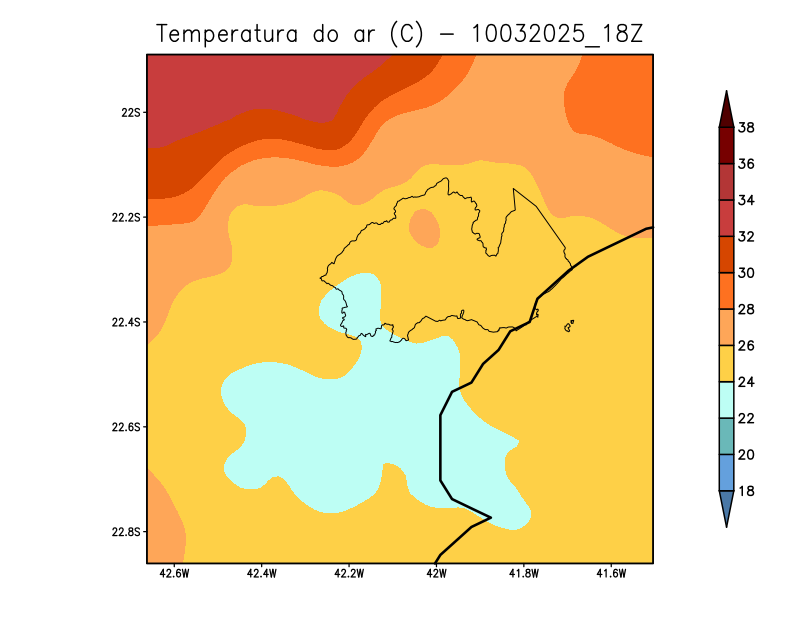 Temperatura do ar (C) - 10032025_18Z
22S
22.2S
22.4S
22.6S
22.8S
42.6W
42.4W
42.2W
42W
41.8W
41.6W
38
36
34
32
30
28
26
24
22
20
18